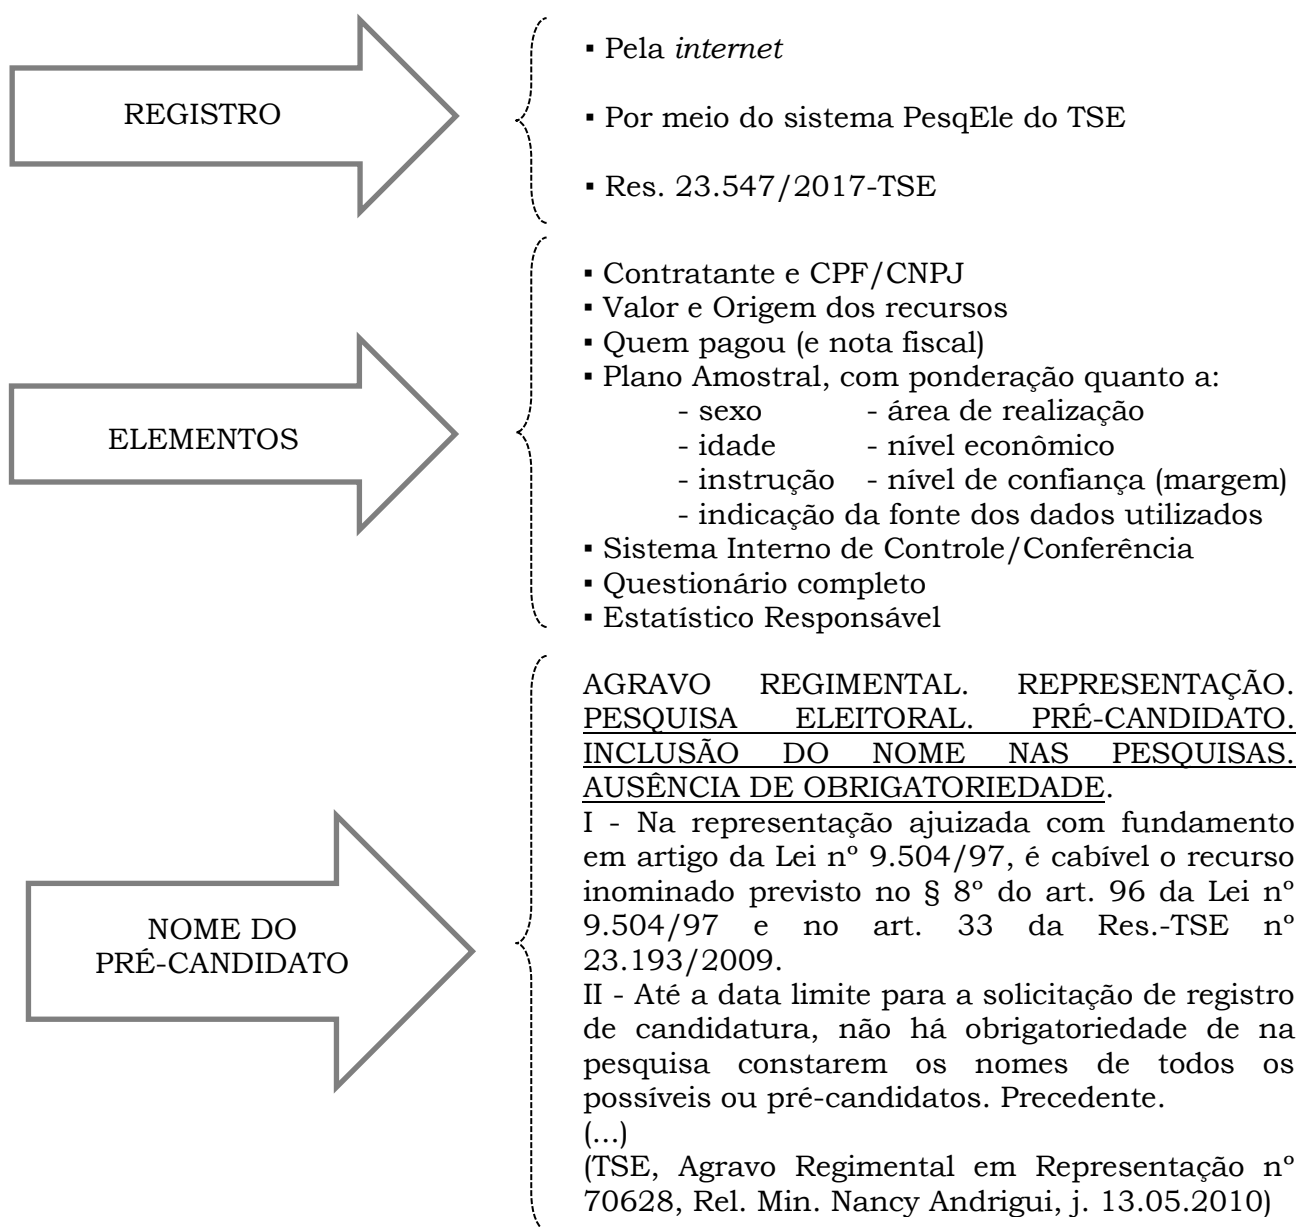 REGISTRO
▪ Pela internet
▪ Por meio do sistema PesqEle do TSE
▪ Res. 23.547/2017-TSE
ELEMENTOS
▪ Contratante e CPF/CNPJ
▪ Valor e Origem dos recursos
▪ Quem pagou (e nota fiscal)
▪ Plano Amostral, com ponderação quanto a:
- sexo - área de realização
- idade - nível econômico
- instrução - nível de confiança (margem)
- indicação da fonte dos dados utilizados
▪ Sistema Interno de Controle/Conferência
▪ Questionário completo
▪ Estatístico Responsável
NOME DO
PRÉ-CANDIDATO
AGRAVO REGIMENTAL. REPRESENTAÇÃO.
PESQUISA ELEITORAL. PRÉ-CANDIDATO.
INCLUSÃO DO NOME NAS PESQUISAS.
AUSÊNCIA DE OBRIGATORIEDADE.
I - Na representação ajuizada com fundamento
em artigo da Lei nº 9.504/97, é cabível o recurso
inominado previsto no § 8º do art. 96 da Lei nº
9.504/97 e no art. 33 da Res.-TSE nº
23.193/2009.
II - Até a data limite para a solicitação de registro
de candidatura, não há obrigatoriedade de na
pesquisa constarem os nomes de todos os
possíveis ou pré-candidatos. Precedente.
(...)
(TSE, Agravo Regimental em Representação nº
70628, Rel. Min. Nancy Andrigui, j. 13.05.2010)